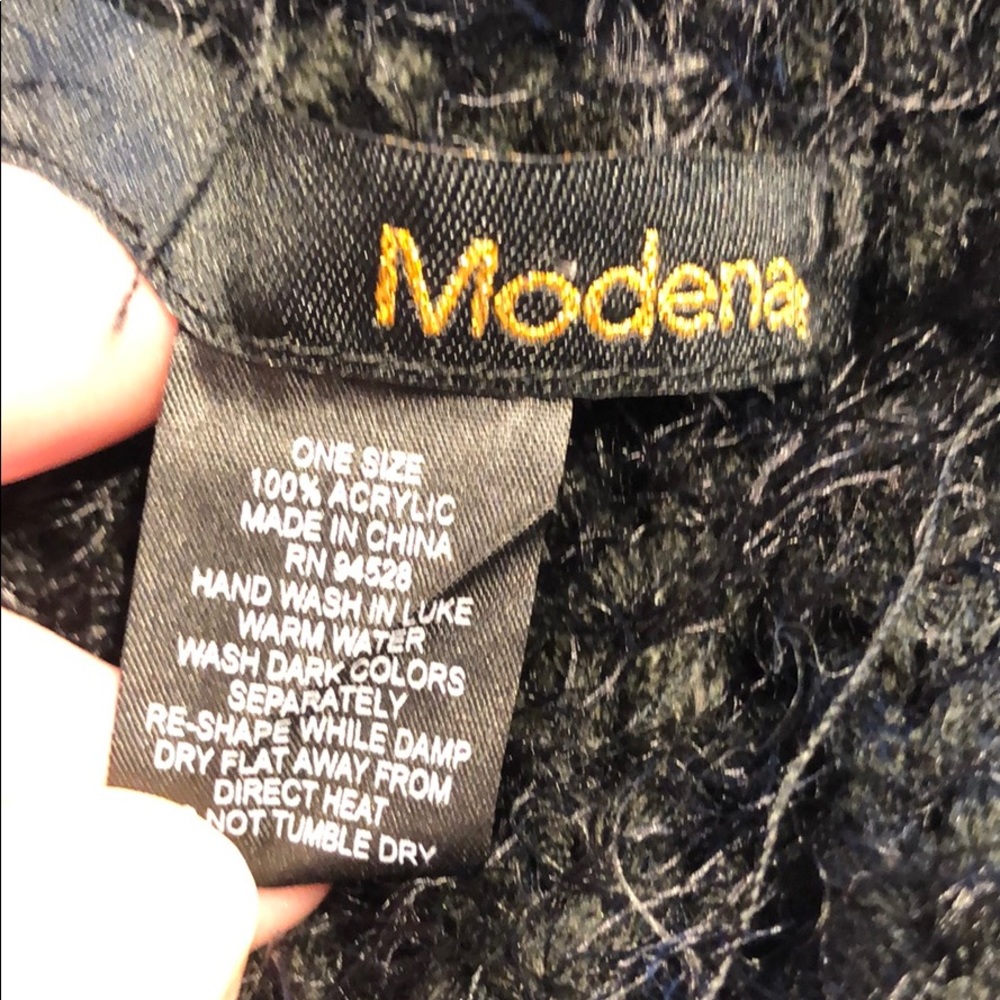 Modena
ONE SIZE
100% ACRYLIC
MADE IN CHINA
RN 94528
HAND WASH IN LUKE
WARM WATER
WASH DARK COLORS
SEPARATELY
RE-SHAPE WHILE DAMP
DRY FLAT AWAY FROM
DIRECT HEAT
NOT TUMBLE DRY